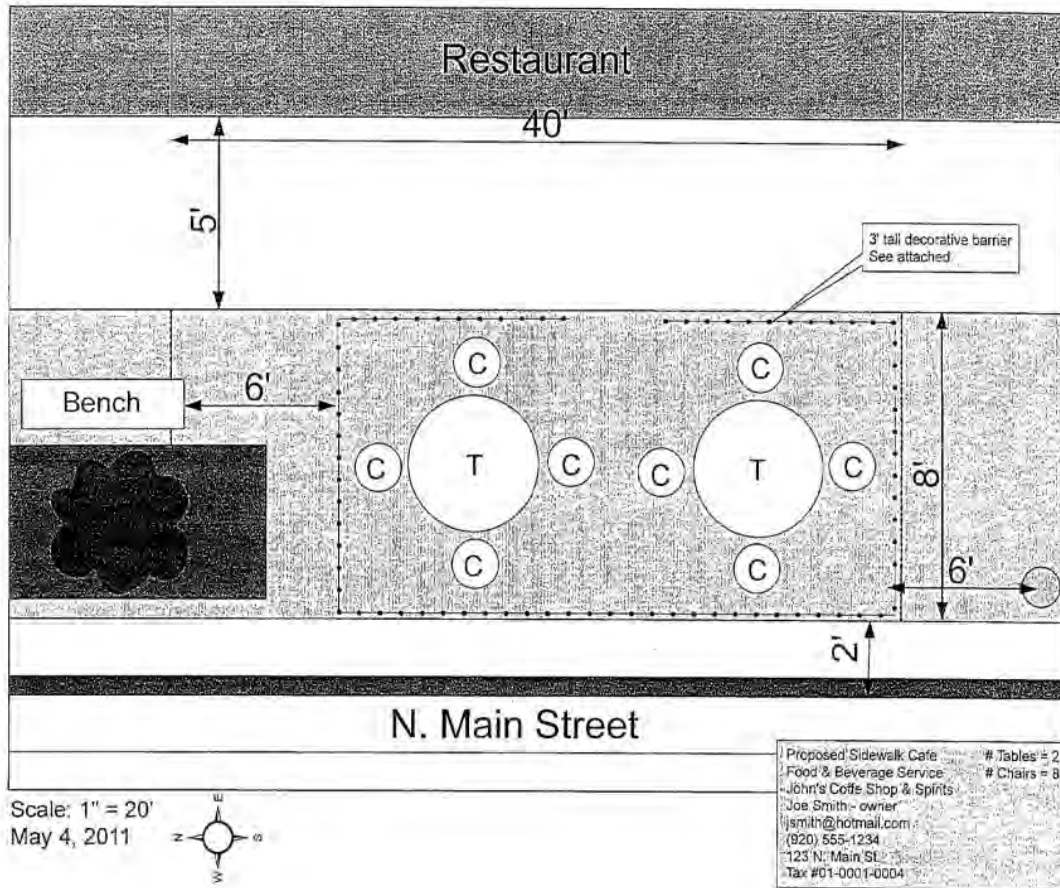 Restaurant
40'
5'
3' tall decorative barrier
See attached
C
C
Bench
6'
C
T
C
C
T
C
8'
C
C
6'
2'
N. Main Street
Proposed Sidewalk Cafe # Tables = 2
Food & Beverage Service # Chairs = 8
John's Coffe Shop & Spirits
Joe Smith - owner
jsmith@hotmail.com
(920) 555-1234
123 N. Main St.
Tax #01-0001-0004
Scale: 1" = 20'
May 4, 2011
E
N
S
W